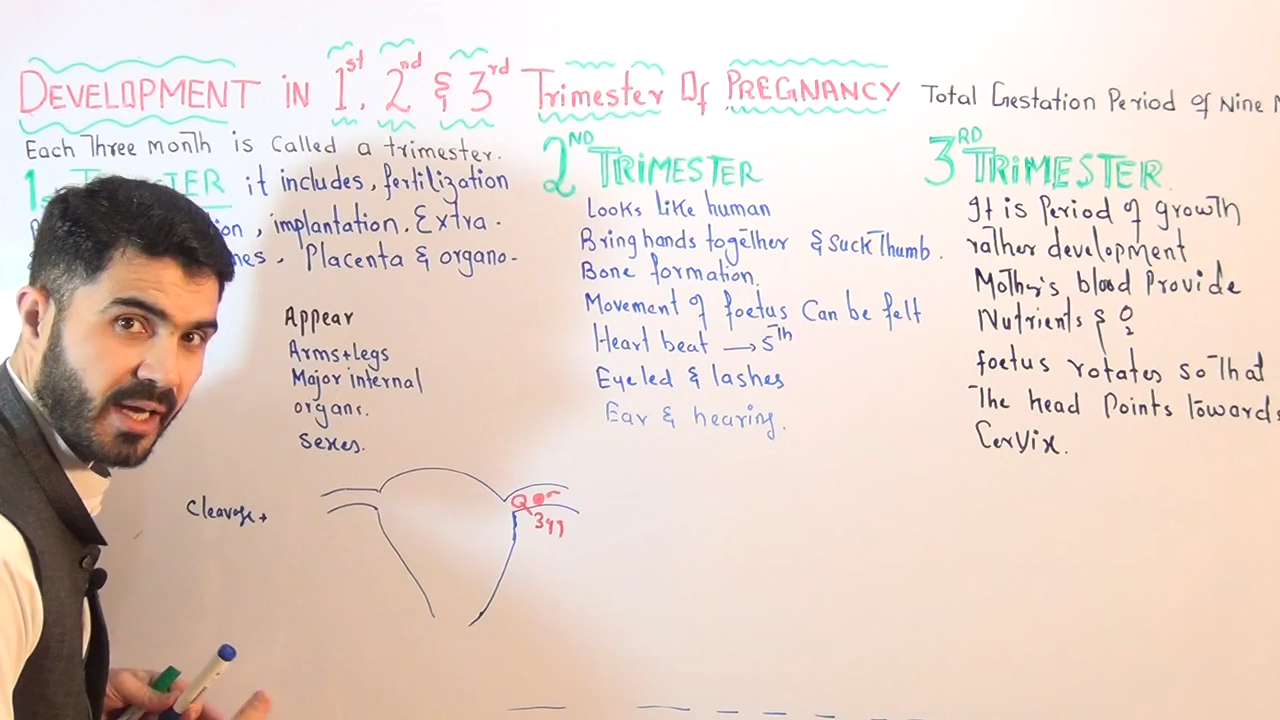 DEVELOPMENT in 1st, 2nd & 3rd Trimester Of PREGNANCY
Total Gestation Period of Nine
Each Three month is Called a trimester.
it includes, fertilization
, implantation. Extra -
Placenta & organo-
Appear
Arms+Legs
Major internal
organs.
Sexes.
Cleavage →
2ND TRIMESTER
Looks like human
Bring hands together & Suck Thumb.
Bone formation.
Movement of foetus Can be felt
Heart beat → 5th
Eyeled & lashes
Ear & hearing.
3RD TRIMESTER
It is Period of growth
rather development
Mother's blood Provide
Nutrients & O2
foetus rotates so That
The head Points Towards
Cervix.